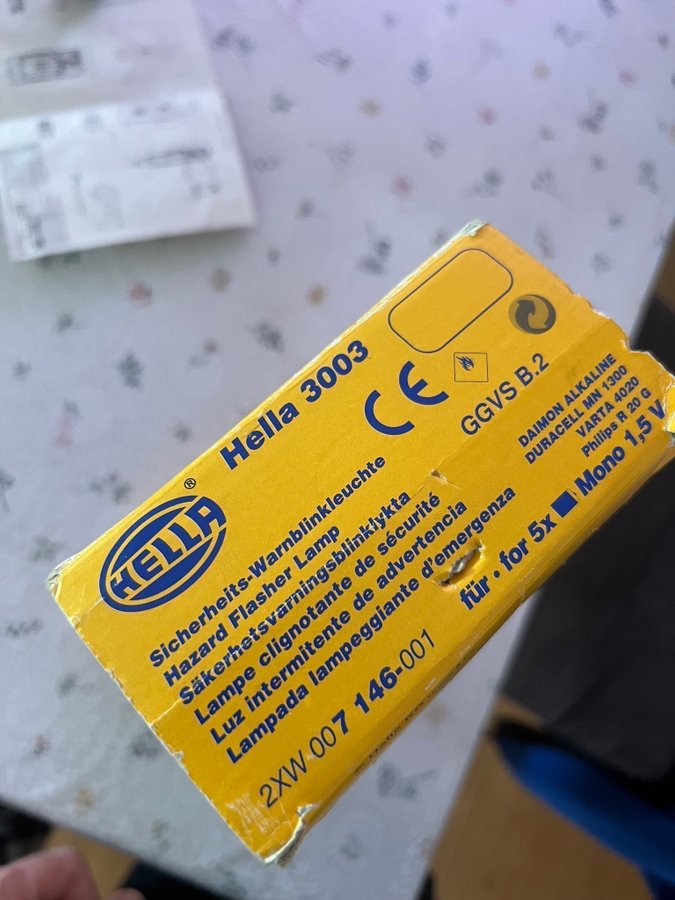 HELLA®
Hella 3003
CE
GGVS B.2
Sicherheits-Warnblinkleuchte
Hazard Flasher Lamp
Säkerhetsvarningsblinklykta
Lampe clignotante de sécurité
Luz intermitente de advertencia
Lampada lampeggiante d'emergenza
2XW 007 146-001
DAIMON ALKALINE
DURACELL MN 1300
VARTA 4020
Philips R 20 G
für • for 5x ■ Mono 1,5 V